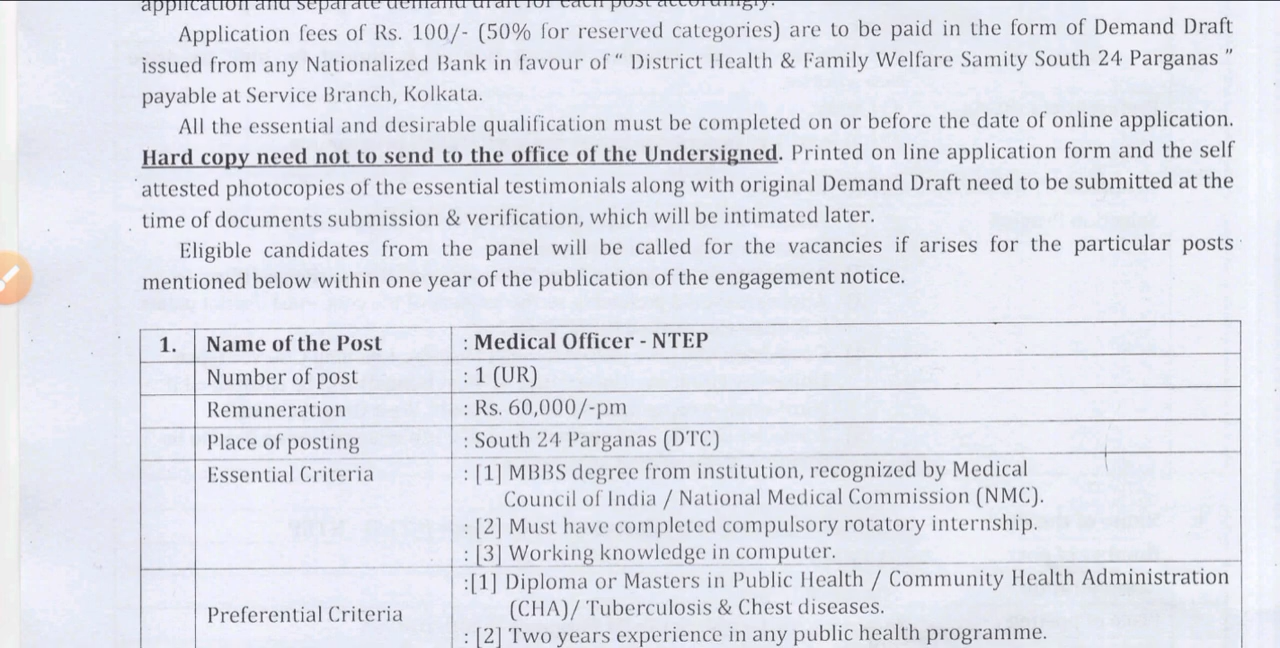 application and separate demand draft for each post accordingly.
Application fees of Rs. 100/- (50% for reserved categories) are to be paid in the form of Demand Draft
issued from any Nationalized Bank in favour of “ District Health & Family Welfare Samity South 24 Parganas ”
payable at Service Branch, Kolkata.
All the essential and desirable qualification must be completed on or before the date of online application.
Hard copy need not to send to the office of the Undersigned. Printed on line application form and the self
attested photocopies of the essential testimonials along with original Demand Draft need to be submitted at the
time of documents submission & verification, which will be intimated later.
Eligible candidates from the panel will be called for the vacancies if arises for the particular posts
mentioned below within one year of the publication of the engagement notice.
1. Name of the Post : Medical Officer - NTEP
Number of post : 1 (UR)
Remuneration : Rs. 60,000/-pm
Place of posting : South 24 Parganas (DTC)
Essential Criteria : [1] MBBS degree from institution, recognized by Medical
Council of India / National Medical Commission (NMC).
: [2] Must have completed compulsory rotatory internship.
: [3] Working knowledge in computer.
:[1] Diploma or Masters in Public Health / Community Health Administration
Preferential Criteria (CHA)/ Tuberculosis & Chest diseases.
: [2] Two years experience in any public health programme.